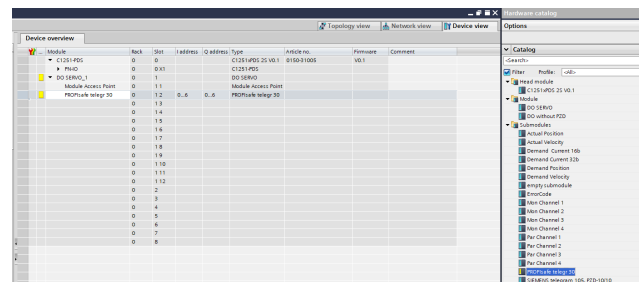 Hardware catalog
Topology view Network view Device view
Options
Device overview
Module Rack Slot I address Q address Type Article no. Firmware Comment
C1251-PDS 0 0 C1251xPDS 2S V0.1 0150-31005 V0.1
PN-IO 0 0 X1 C1251-PDS
DO SERVO_1 0 1 DO SERVO
Module Access Point 0 1 1 Module Access Point
PROFIsafe telegr 30 0 1 2 0...6 0...6 PROFIsafe telegr 30
0 1 3
0 1 4
0 1 5
0 1 6
0 1 7
0 1 8
0 1 9
0 1 10
0 1 11
0 1 12
0 2
0 3
0 4
0 5
0 6
0 7
0 8
Catalog
<Search>
Filter Profile: <All>
Head module
C1251xPDS 2S V0.1
Module
DO SERVO
DO without PZD
Submodules
Actual Position
Actual Velocity
Demand Current 16b
Demand Current 32b
Demand Position
Demand Velocity
empty submodule
ErrorCode
Mon Channel 1
Mon Channel 2
Mon Channel 3
Mon Channel 4
Par Channel 1
Par Channel 2
Par Channel 3
Par Channel 4
PROFIsafe telegr 30
SIEMENS telegram 105, PZD-10/10